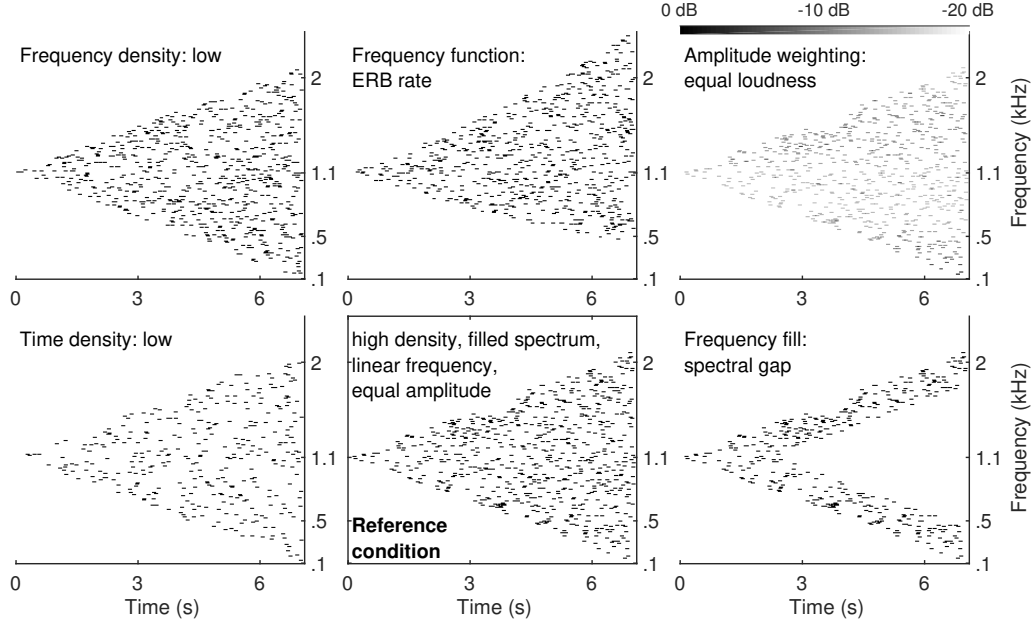 0 dB -10 dB -20 dB
Frequency density: low
Frequency function:
ERB rate
Amplitude weighting:
equal loudness
2
1.1
.5
.1
0 3 6
2
1.1
.5
.1
0 3 6
2
1.1
.5
.1
0 3 6
Frequency (kHz)
Time density: low
high density, filled spectrum,
linear frequency,
equal amplitude
Reference
condition
Frequency fill:
spectral gap
2
1.1
.5
.1
0 3 6
Time (s)
2
1.1
.5
.1
0 3 6
Time (s)
2
1.1
.5
.1
0 3 6
Time (s)
Frequency (kHz)